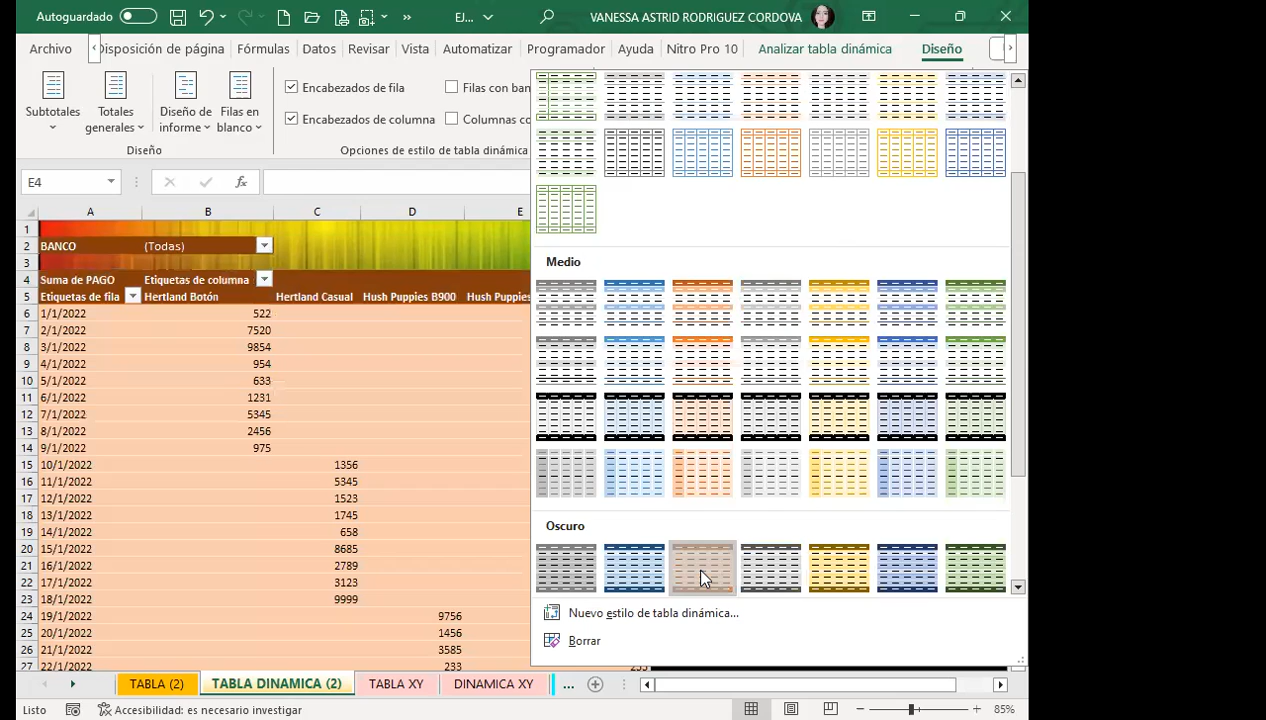 Autoguardado EJ... VANESSA ASTRID RODRIGUEZ CORDOVA
Archivo Disposición de página Fórmulas Datos Revisar Vista Automatizar Programador Ayuda Nitro Pro 10 Analizar tabla dinámica Diseño
Subtotales
Totales generales
Diseño de informe
Filas en blanco
Diseño
Encabezados de fila
Filas con ban
Encabezados de columna
Columnas co
Opciones de estilo de tabla dinámica
E4
fx
A B C D E
1
2 BANCO (Todas)
3
4 Suma de PAGO Etiquetas de columna
5 Etiquetas de fila Hertland Botón Hertland Casual Hush Puppies B900 Hush Puppies
6 1/1/2022 522
7 2/1/2022 7520
8 3/1/2022 9854
9 4/1/2022 954
10 5/1/2022 633
11 6/1/2022 1231
12 7/1/2022 5345
13 8/1/2022 2456
14 9/1/2022 975
15 10/1/2022 1356
16 11/1/2022 5345
17 12/1/2022 1523
18 13/1/2022 1745
19 14/1/2022 658
20 15/1/2022 8685
21 16/1/2022 2789
22 17/1/2022 3123
23 18/1/2022 9999
24 19/1/2022 9756
25 20/1/2022 1456
26 21/1/2022 3585
27 22/1/2022 233
Medio
Oscuro
Nuevo estilo de tabla dinámica...
Borrar
TABLA (2) TABLA DINAMICA (2) TABLA XY DINAMICA XY ...
Listo Accesibilidad: es necesario investigar 85%